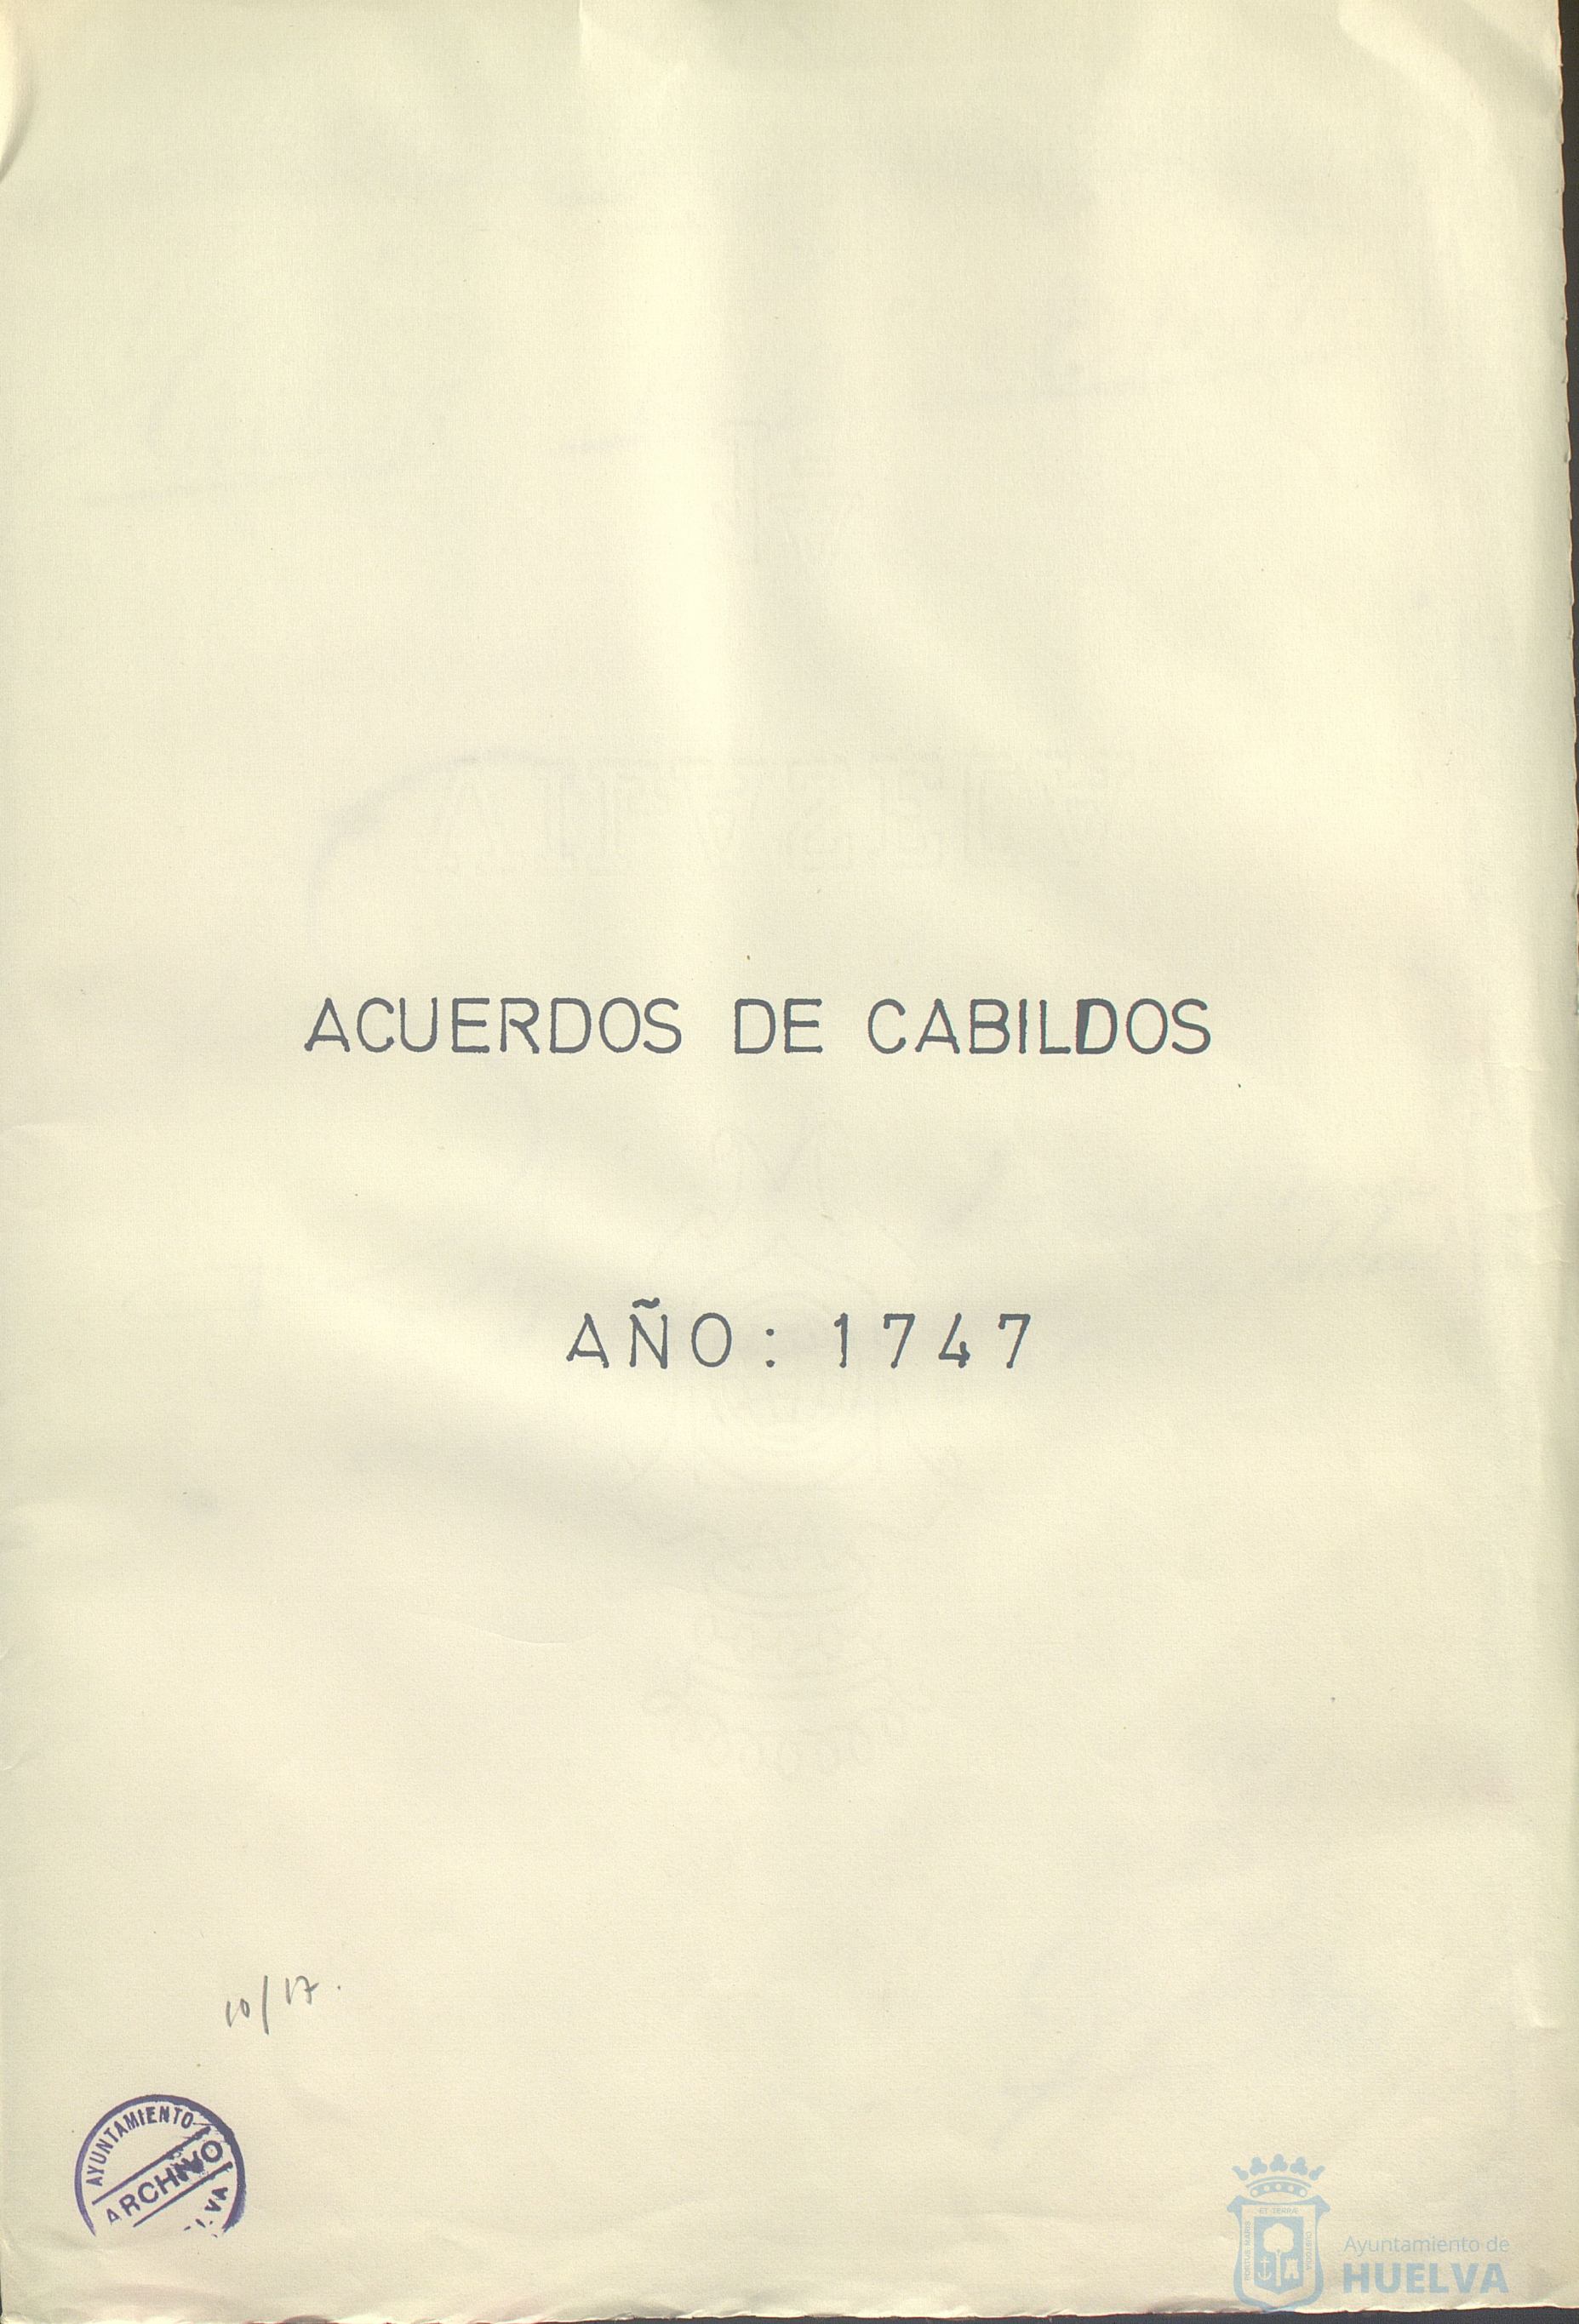 ACUERDOS DE CABILDOS
AÑO: 1747
10/17.
AYUNTAMIENTO
ARCHIVO
Ayuntamiento de
HUELVA